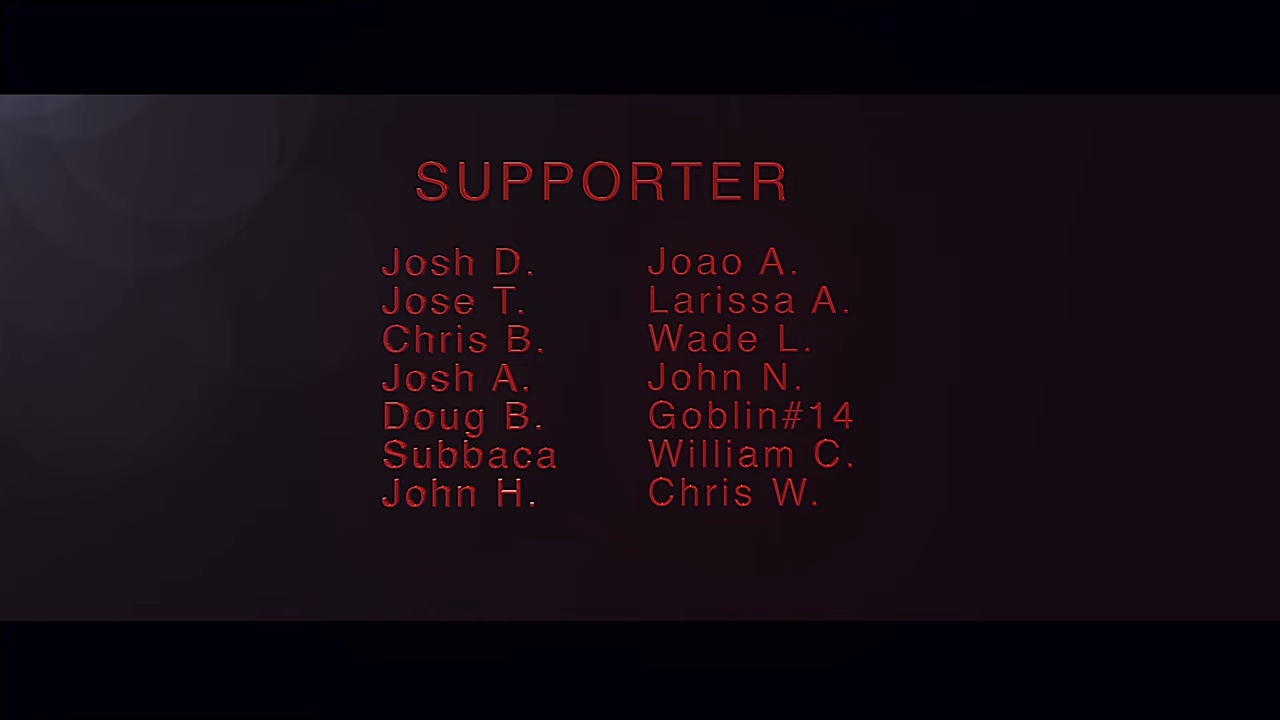 SUPPORTER
Josh D.
Jose T.
Chris B.
Josh A.
Doug B.
Subbaca
John H.
Joao A.
Larissa A.
Wade L.
John N.
Goblin#14
William C.
Chris W.